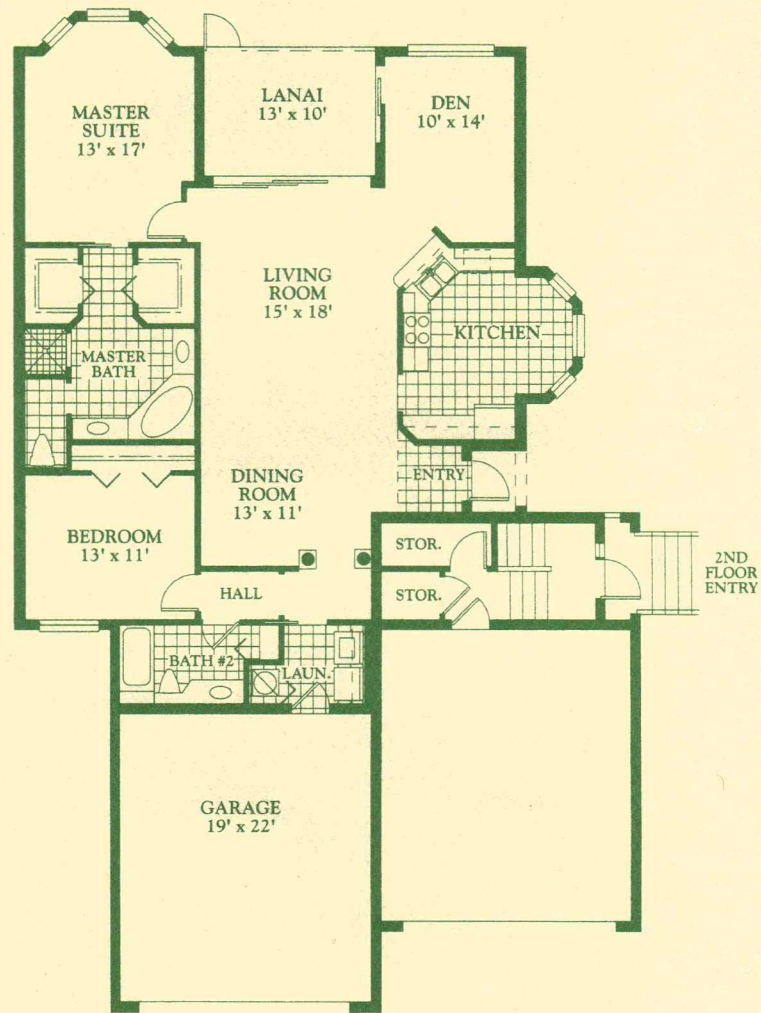 MASTER
SUITE
13' x 17'
LANAI
13' x 10'
DEN
10' x 14'
LIVING
ROOM
15' x 18'
KITCHEN
MASTER
BATH
DINING
ROOM
13' x 11'
ENTRY
BEDROOM
13' x 11'
HALL
STOR.
STOR.
2ND
FLOOR
ENTRY
BATH #2
LAUN.
GARAGE
19' x 22'